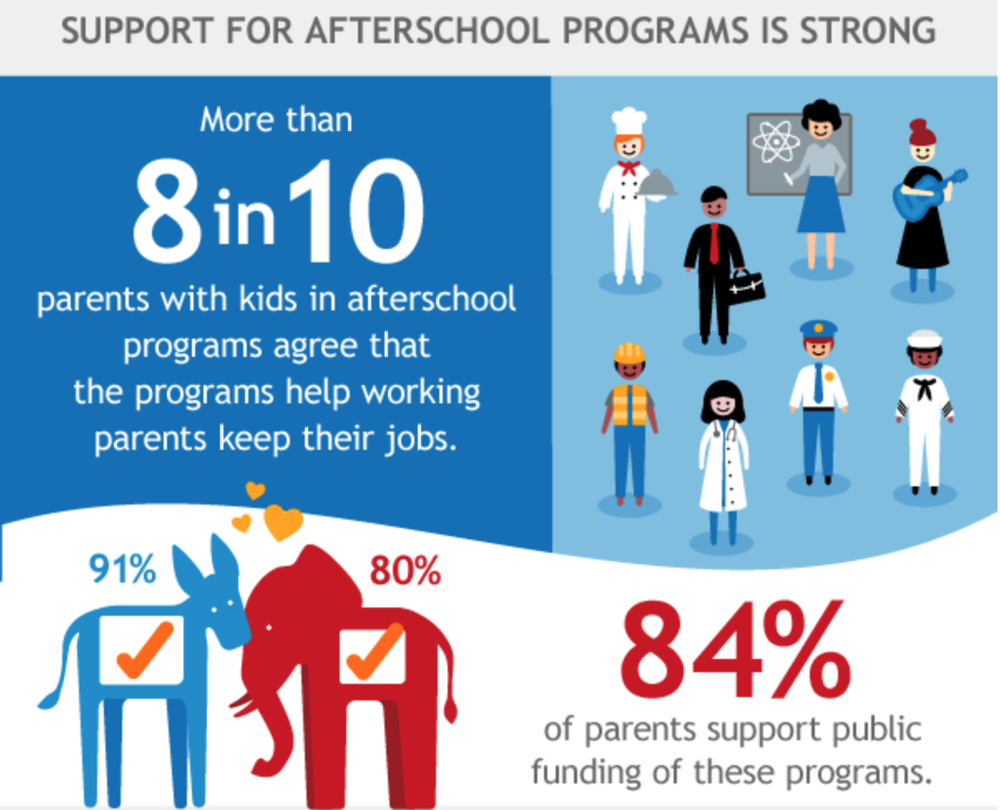 SUPPORT FOR AFTERSCHOOL PROGRAMS IS STRONG
More than
8 in 10
parents with kids in afterschool
programs agree that
the programs help working
parents keep their jobs.
91%
80%
84%
of parents support public
funding of these programs.